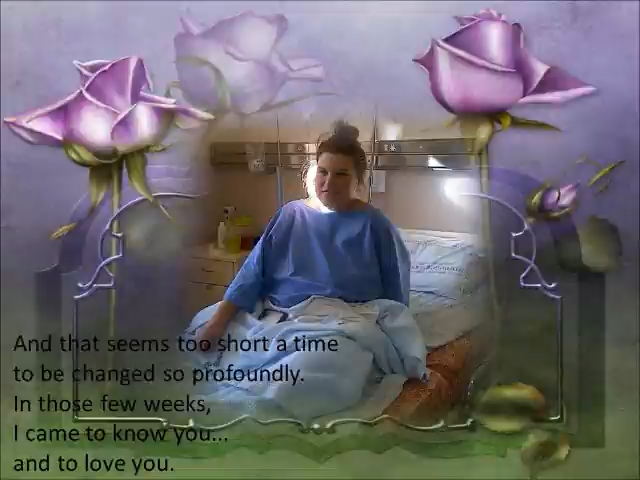 And that seems too short a time
to be changed so profoundly.
In those few weeks,
I came to know you...
and to love you.